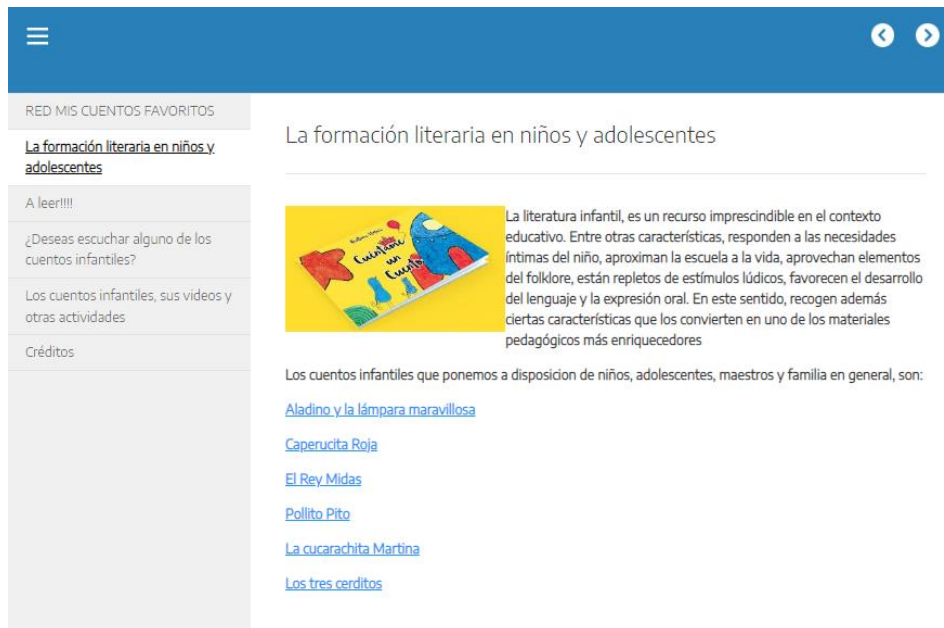 RED MIS CUENTOS FAVORITOS
La formación literaria en niños y
adolescentes
A leer!!!!
¿Deseas escuchar alguno de los
cuentos infantiles?
Los cuentos infantiles, sus videos y
otras actividades
Créditos
La formación literaria en niños y adolescentes
Cuéntame
un
Cuento
La literatura infantil, es un recurso imprescindible en el contexto
educativo. Entre otras características, responden a las necesidades
íntimas del niño, aproximan la escuela a la vida, aprovechan elementos
del folklore, están repletos de estímulos lúdicos, favorecen el desarrollo
del lenguaje y la expresión oral. En este sentido, recogen además
ciertas características que los convierten en uno de los materiales
pedagógicos más enriquecedores
Los cuentos infantiles que ponemos a disposicion de niños, adolescentes, maestros y familia en general, son:
Aladino y la lámpara maravillosa
Caperucita Roja
El Rey Midas
Pollito Pito
La cucarachita Martina
Los tres cerditos